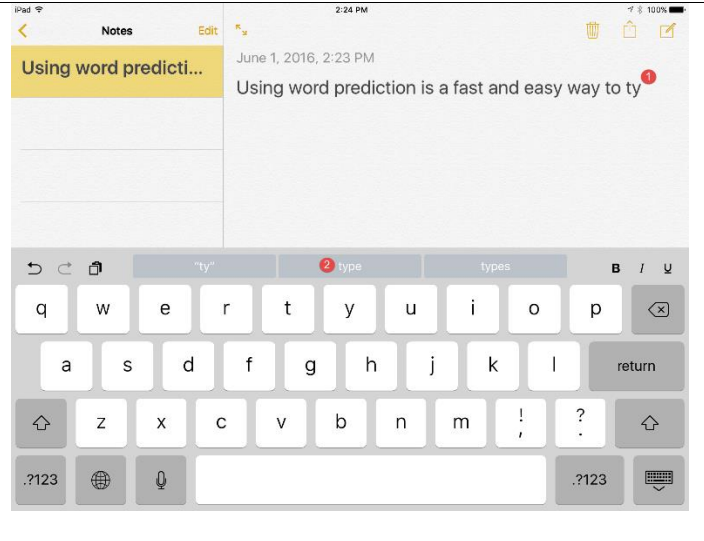 iPad 2:24 PM 100%
Notes Edit
Using word predicti...
June 1, 2016, 2:23 PM
Using word prediction is a fast and easy way to ty 1
"ty" 2 type types B I U
q w e r t y u i o p
a s d f g h j k l return
z x c v b n m ! , ? .
.?123 .?123